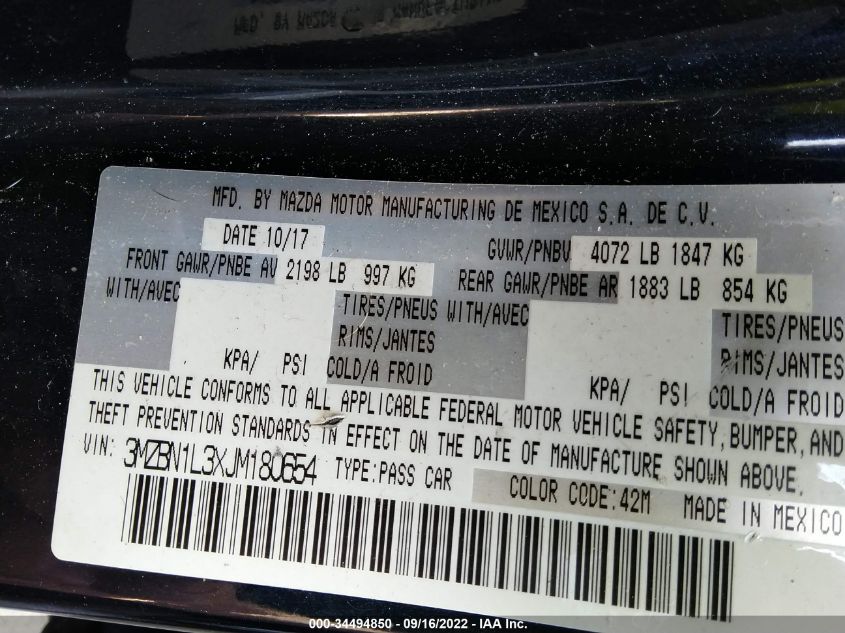 MFD. BY MAZDA MOTOR MANUFACTURING DE MEXICO S.A. DE C.V.
DATE 10/17 GVWR/PNBV 4072 LB 1847 KG
FRONT GAWR/PNBE AV 2198 LB 997 KG REAR GAWR/PNBE AR 1883 LB 854 KG
WITH/AVEC TIRES/PNEUS WITH/AVEC TIRES/PNEUS
RIMS/JANTES RIMS/JANTES
KPA/ PSI COLD/A FROID KPA/ PSI COLD/A FROID
THIS VEHICLE CONFORMS TO ALL APPLICABLE FEDERAL MOTOR VEHICLE SAFETY, BUMPER, AND
THEFT PREVENTION STANDARDS IN EFFECT ON THE DATE OF MANUFACTURE SHOWN ABOVE.
VIN: 3MZBN1L3XJM180654 TYPE: PASS CAR COLOR CODE: 42M MADE IN MEXICO
000-34494850 - 09/16/2022 - IAA Inc.